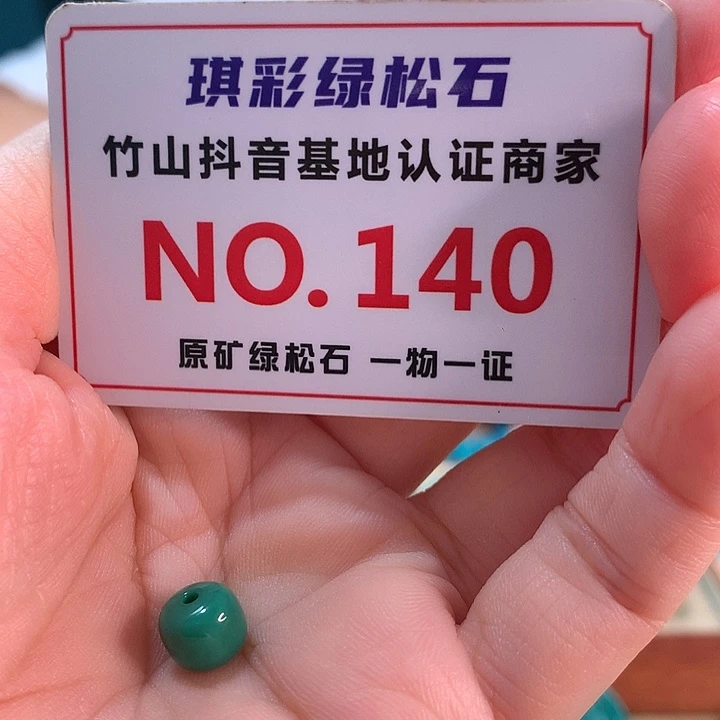 琪彩绿松石
竹山抖音基地认证商家
NO.140
原矿绿松石 一物一证